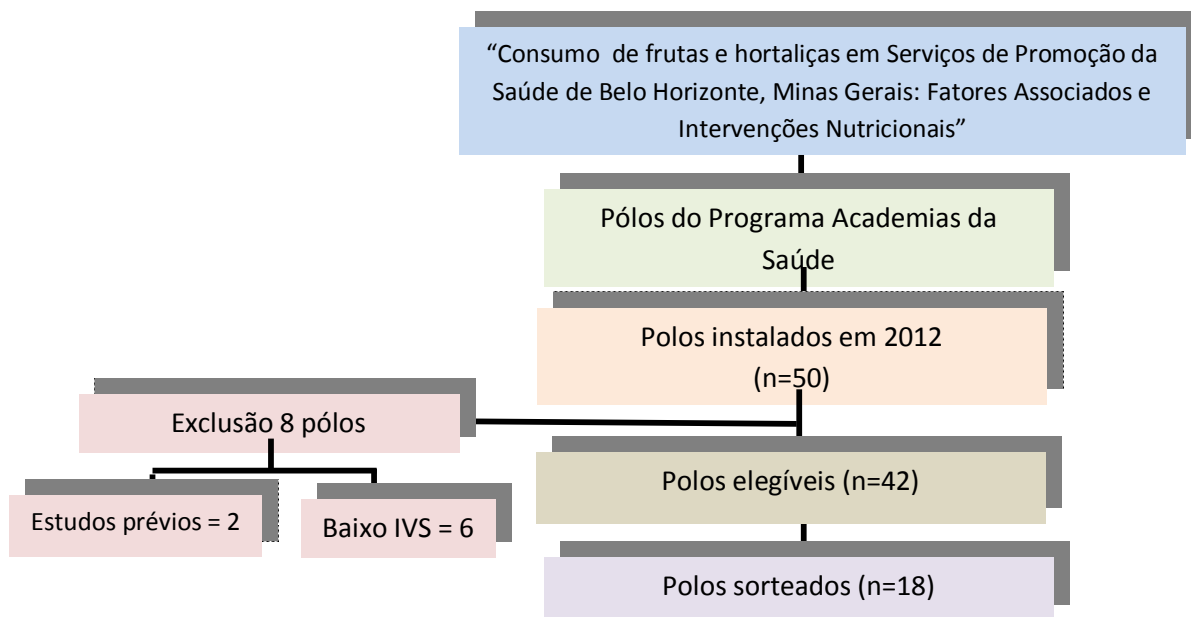 “Consumo de frutas e hortaliças em Serviços de Promoção da
Saúde de Belo Horizonte, Minas Gerais: Fatores Associados e
Intervenções Nutricionais”
Pólos do Programa Academias da
Saúde
Polos instalados em 2012
(n=50)
Exclusão 8 pólos
Estudos prévios = 2
Baixo IVS = 6
Polos elegíveis (n=42)
Polos sorteados (n=18)